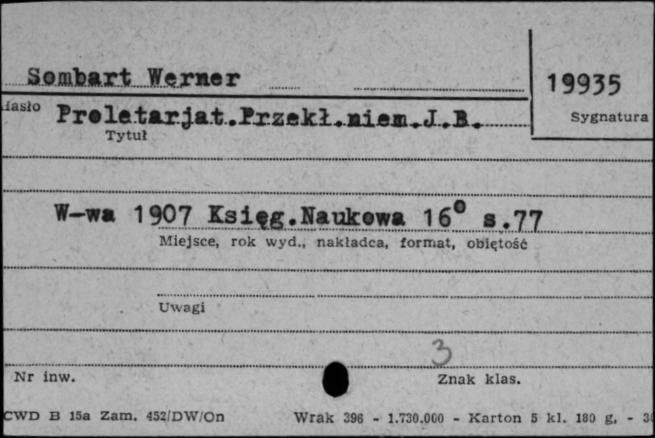 Sombart Werner
19935
Hasło
Proletarjat.Przekł.niem.J.B.
Sygnatura
Tytuł
W-wa 1907 Księg.Naukowa 16° s.77
Miejsce, rok wyd., nakładca, format, objętość
Uwagi
3
Nr inw.
Znak klas.
CWD B 15a Zam. 452/DW/On
Wrak 396 - 1.730.000 - Karton 5 kl. 180 g. -